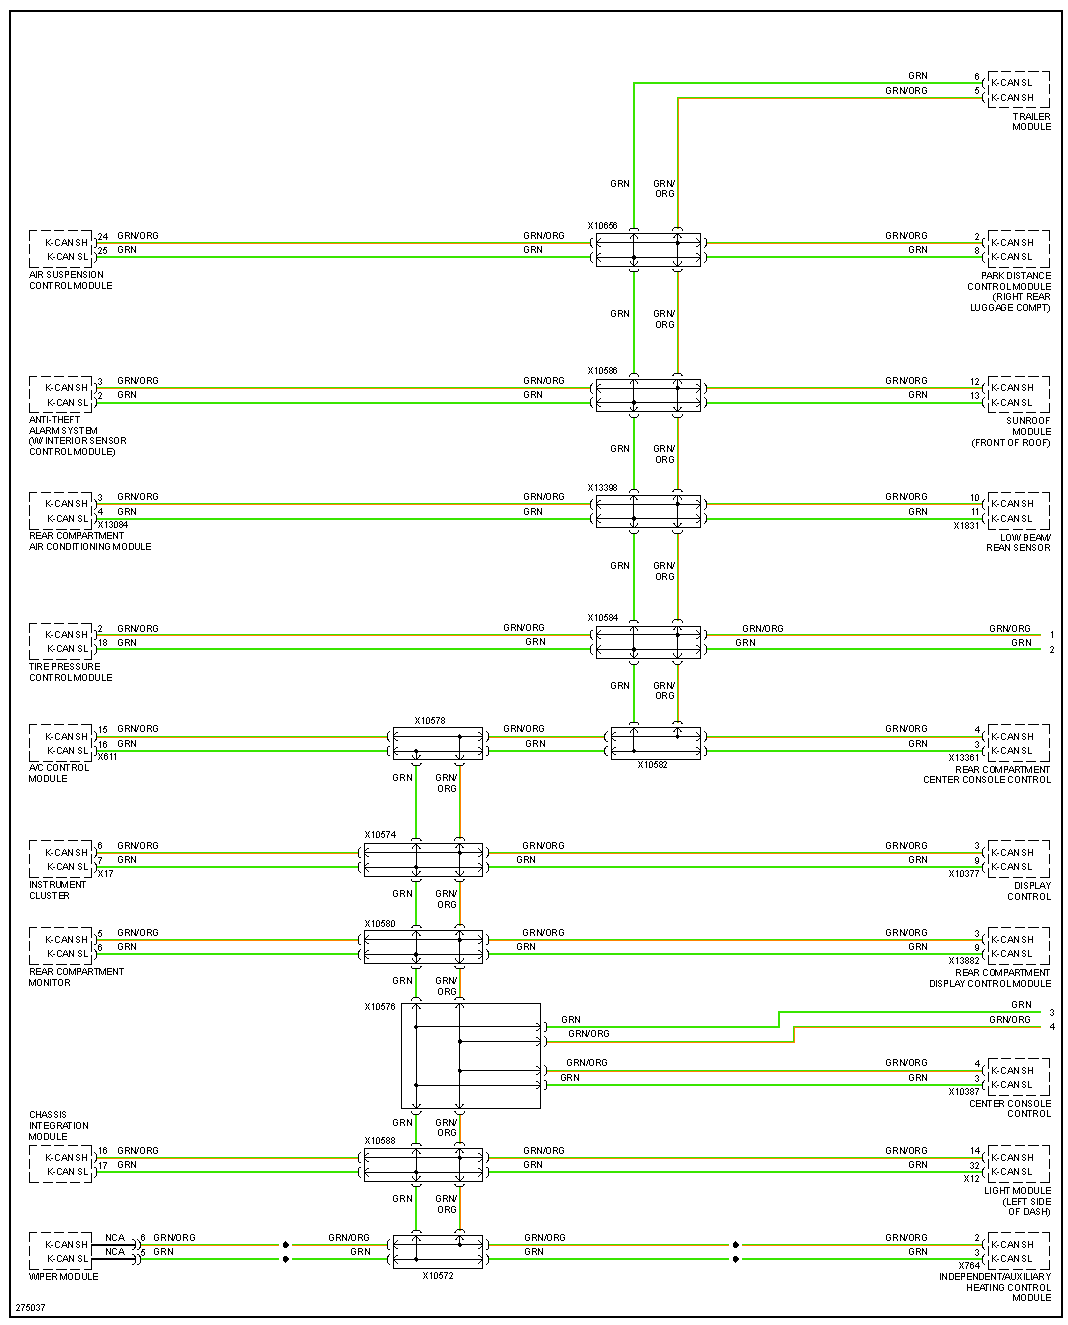 GRN 6 K-CAN SL
GRN/ORG 5 K-CAN SH
TRAILER
MODULE
GRN GRN/
ORG
X10656
K-CAN SH 24 GRN/ORG GRN/ORG GRN/ORG 2 K-CAN SH
K-CAN SL 25 GRN GRN GRN 8 K-CAN SL
AIR SUSPENSION
CONTROL MODULE
PARK DISTANCE
CONTROL MODULE
(RIGHT REAR
LUGGAGE COMPT)
GRN GRN/
ORG
X10586
K-CAN SH 3 GRN/ORG GRN/ORG GRN/ORG 12 K-CAN SH
K-CAN SL 2 GRN GRN GRN 13 K-CAN SL
ANTI-THEFT
ALARM SYSTEM
(W/ INTERIOR SENSOR
CONTROL MODULE)
SUNROOF
MODULE
(FRONT OF ROOF)
GRN GRN/
ORG
X13398
K-CAN SH 3 GRN/ORG GRN/ORG GRN/ORG 10 K-CAN SH
K-CAN SL 4 GRN GRN GRN 11 K-CAN SL
X13084 X1831
REAR COMPARTMENT
AIR CONDITIONING MODULE
LOW BEAM/
REAN SENSOR
GRN GRN/
ORG
X10584
K-CAN SH 2 GRN/ORG GRN/ORG GRN/ORG GRN/ORG 1
K-CAN SL 18 GRN GRN GRN GRN 2
TIRE PRESSURE
CONTROL MODULE
GRN GRN/
ORG
X10578
K-CAN SH 15 GRN/ORG GRN/ORG GRN/ORG 4 K-CAN SH
K-CAN SL 16 GRN GRN GRN 3 K-CAN SL
X611 X10582 X13361
A/C CONTROL
MODULE
REAR COMPARTMENT
CENTER CONSOLE CONTROL
GRN GRN/
ORG
X10574
K-CAN SH 6 GRN/ORG GRN/ORG GRN/ORG 3 K-CAN SH
K-CAN SL 7 GRN GRN GRN 9 K-CAN SL
X17 X10377
INSTRUMENT
CLUSTER
DISPLAY
CONTROL
GRN GRN/
ORG
X10580
K-CAN SH 5 GRN/ORG GRN/ORG GRN/ORG 3 K-CAN SH
K-CAN SL 6 GRN GRN GRN 9 K-CAN SL
X13882
REAR COMPARTMENT
MONITOR
REAR COMPARTMENT
DISPLAY CONTROL MODULE
GRN GRN/
ORG
X10576
GRN GRN 3
GRN/ORG GRN/ORG 4
GRN/ORG GRN/ORG 4 K-CAN SH
GRN GRN 3 K-CAN SL
X10387
CENTER CONSOLE
CONTROL
GRN GRN/
ORG
CHASSIS
INTEGRATION
MODULE
X10588
K-CAN SH 16 GRN/ORG GRN/ORG GRN/ORG 14 K-CAN SH
K-CAN SL 17 GRN GRN GRN 32 K-CAN SL
X12
LIGHT MODULE
(LEFT SIDE
OF DASH)
GRN GRN/
ORG
K-CAN SH NCA 6 GRN/ORG GRN/ORG GRN/ORG GRN/ORG 2 K-CAN SH
K-CAN SL NCA 5 GRN GRN GRN GRN 3 K-CAN SL
X764
WIPER MODULE
X10572
INDEPENDENT/AUXILIARY
HEATING CONTROL
MODULE
275037